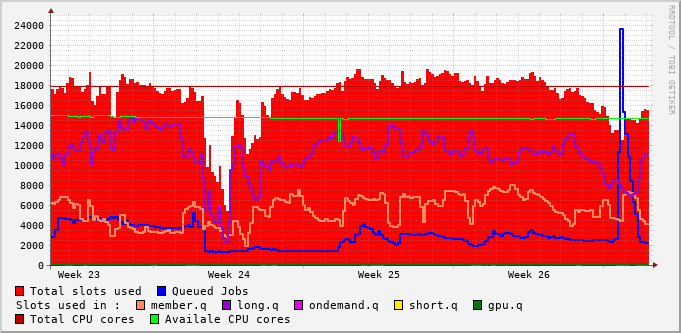 RRDTOOL / TOBI OETIKER
24000
22000
20000
18000
16000
14000
12000
10000
8000
6000
4000
2000
0
Week 23 Week 24 Week 25 Week 26
Total slots used Queued Jobs
Slots used in : member.q long.q ondemand.q short.q gpu.q
Total CPU cores Availale CPU cores